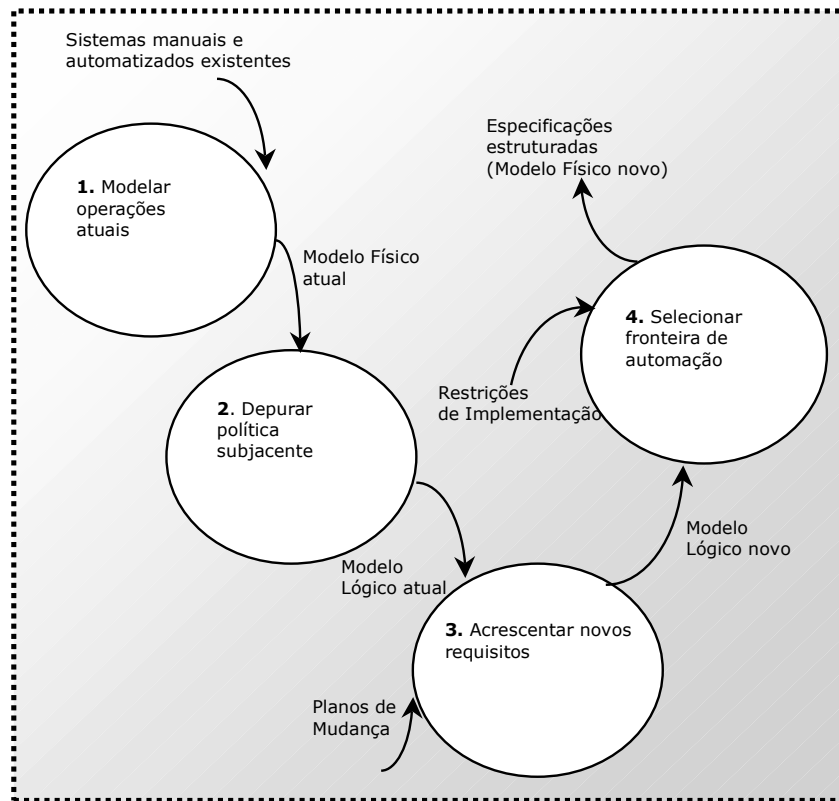 Sistemas manuais e
automatizados existentes
1. Modelar
operações
atuais
Modelo Físico
atual
2. Depurar
política
subjacente
Modelo
Lógico atual
3. Acrescentar novos
requisitos
Planos de
Mudança
Modelo
Lógico novo
4. Selecionar
fronteira de
automação
Restrições
de Implementação
Especificações
estruturadas
(Modelo Físico novo)